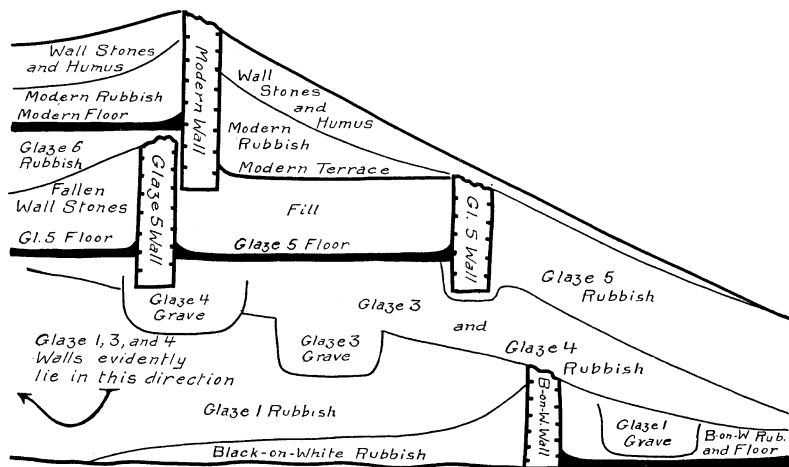 Wall Stones
and Humus
Modern Rubbish
Modern Floor
Modern Wall
Wall
Stones
and
Humus
Modern
Rubbish
Modern Terrace
Glaze 6
Rubbish
Fallen
Wall Stones
Gl. 5 Floor
Glaze 5 Wall
Fill
Glaze 5 Floor
Gl. 5 Wall
Glaze 5
Rubbish
Glaze 4
Grave
Glaze 3
and
Glaze 4
Rubbish
Glaze 3
Grave
Glaze 1, 3, and 4
Walls evidently
lie in this direction
Glaze 1 Rubbish
Black-on-White Rubbish
B-on-W. Wall
Glaze 1
Grave
B-on-W Rub.
and Floor